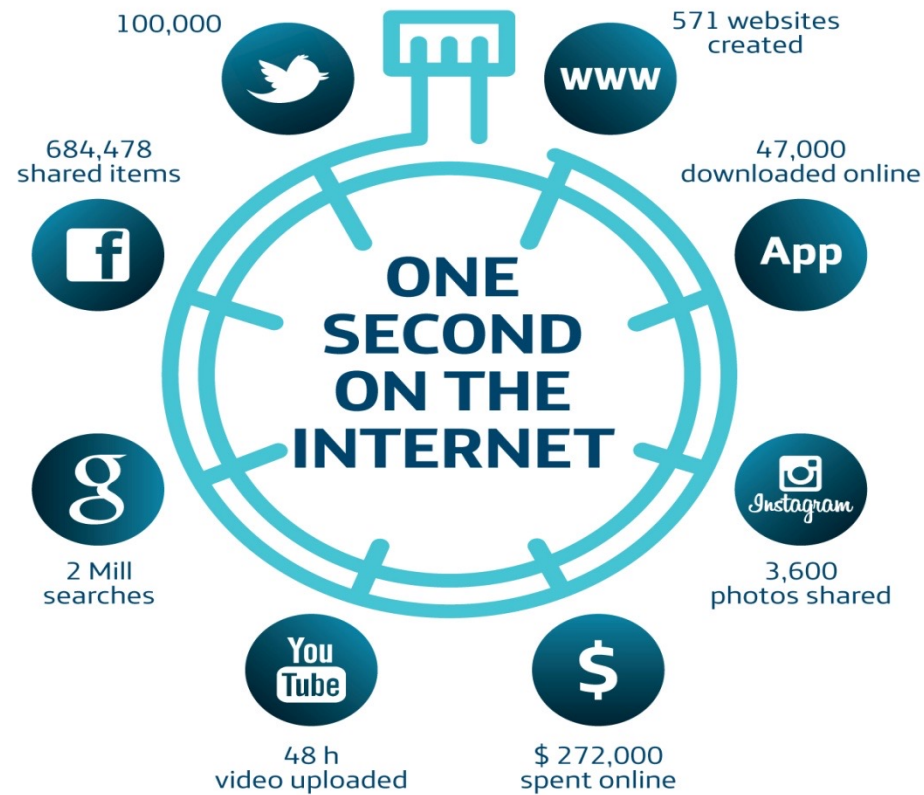 100,000
571 websites
created
www
684,478
shared items
47,000
downloaded online
f
App
ONE
SECOND
ON THE
INTERNET
g
Instagram
2 Mill
searches
3,600
photos shared
You
Tube
$
48 h
video uploaded
$ 272,000
spent online